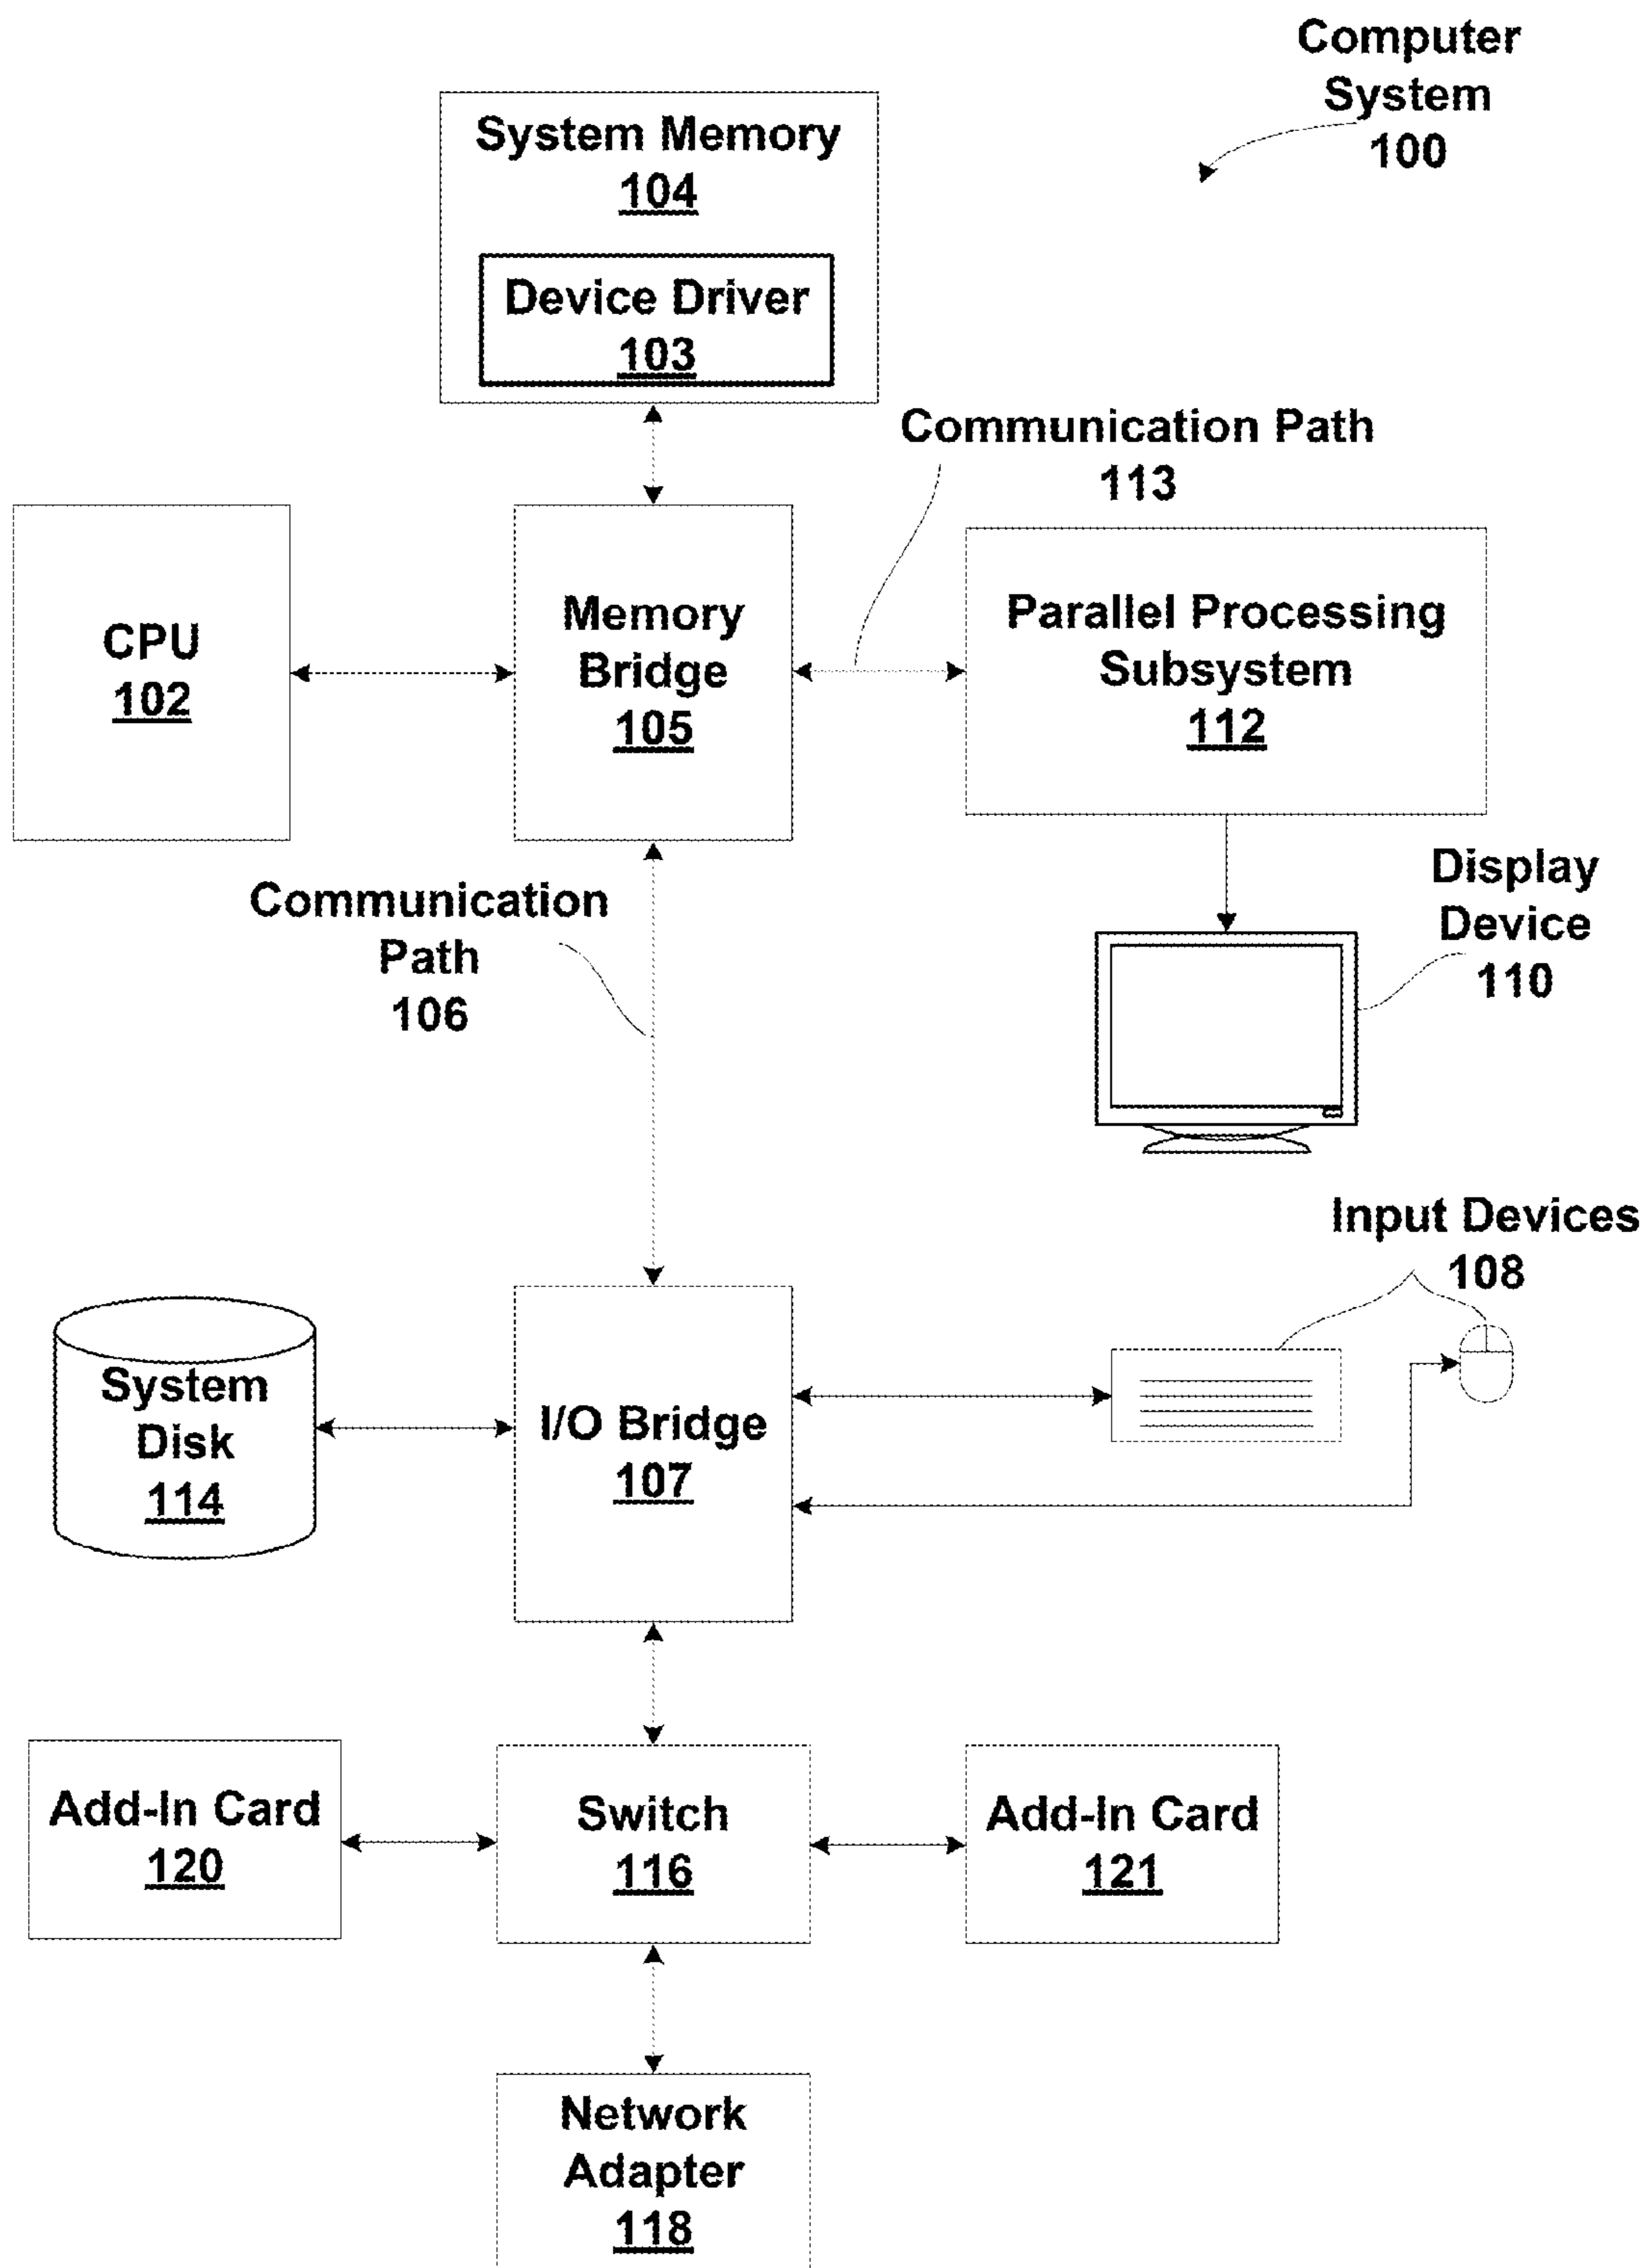 Computer
System
100
System Memory
104
Device Driver
103
Communication Path
113
CPU
102
Memory
Bridge
105
Parallel Processing
Subsystem
112
Communication
Path
106
Display
Device
110
Input Devices
108
System
Disk
114
I/O Bridge
107
Add-In Card
120
Switch
116
Add-In Card
121
Network
Adapter
118